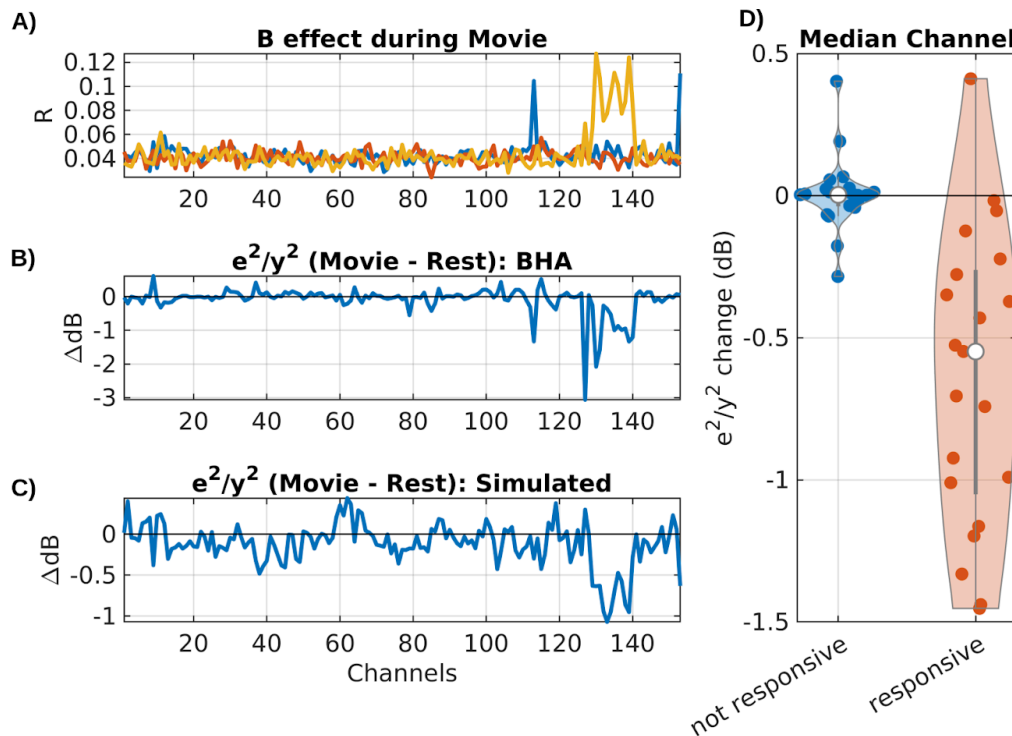 A)
B effect during Movie
R
0.12
0.1
0.08
0.06
0.04
20 40 60 80 100 120 140
B)
e²/y² (Movie - Rest): BHA
ΔdB
0
-1
-2
-3
20 40 60 80 100 120 140
C)
e²/y² (Movie - Rest): Simulated
ΔdB
0
-0.5
-1
20 40 60 80 100 120 140
Channels
D)
Median Channel
e²/y² change (dB)
0.5
0
-0.5
-1
-1.5
not responsive
responsive